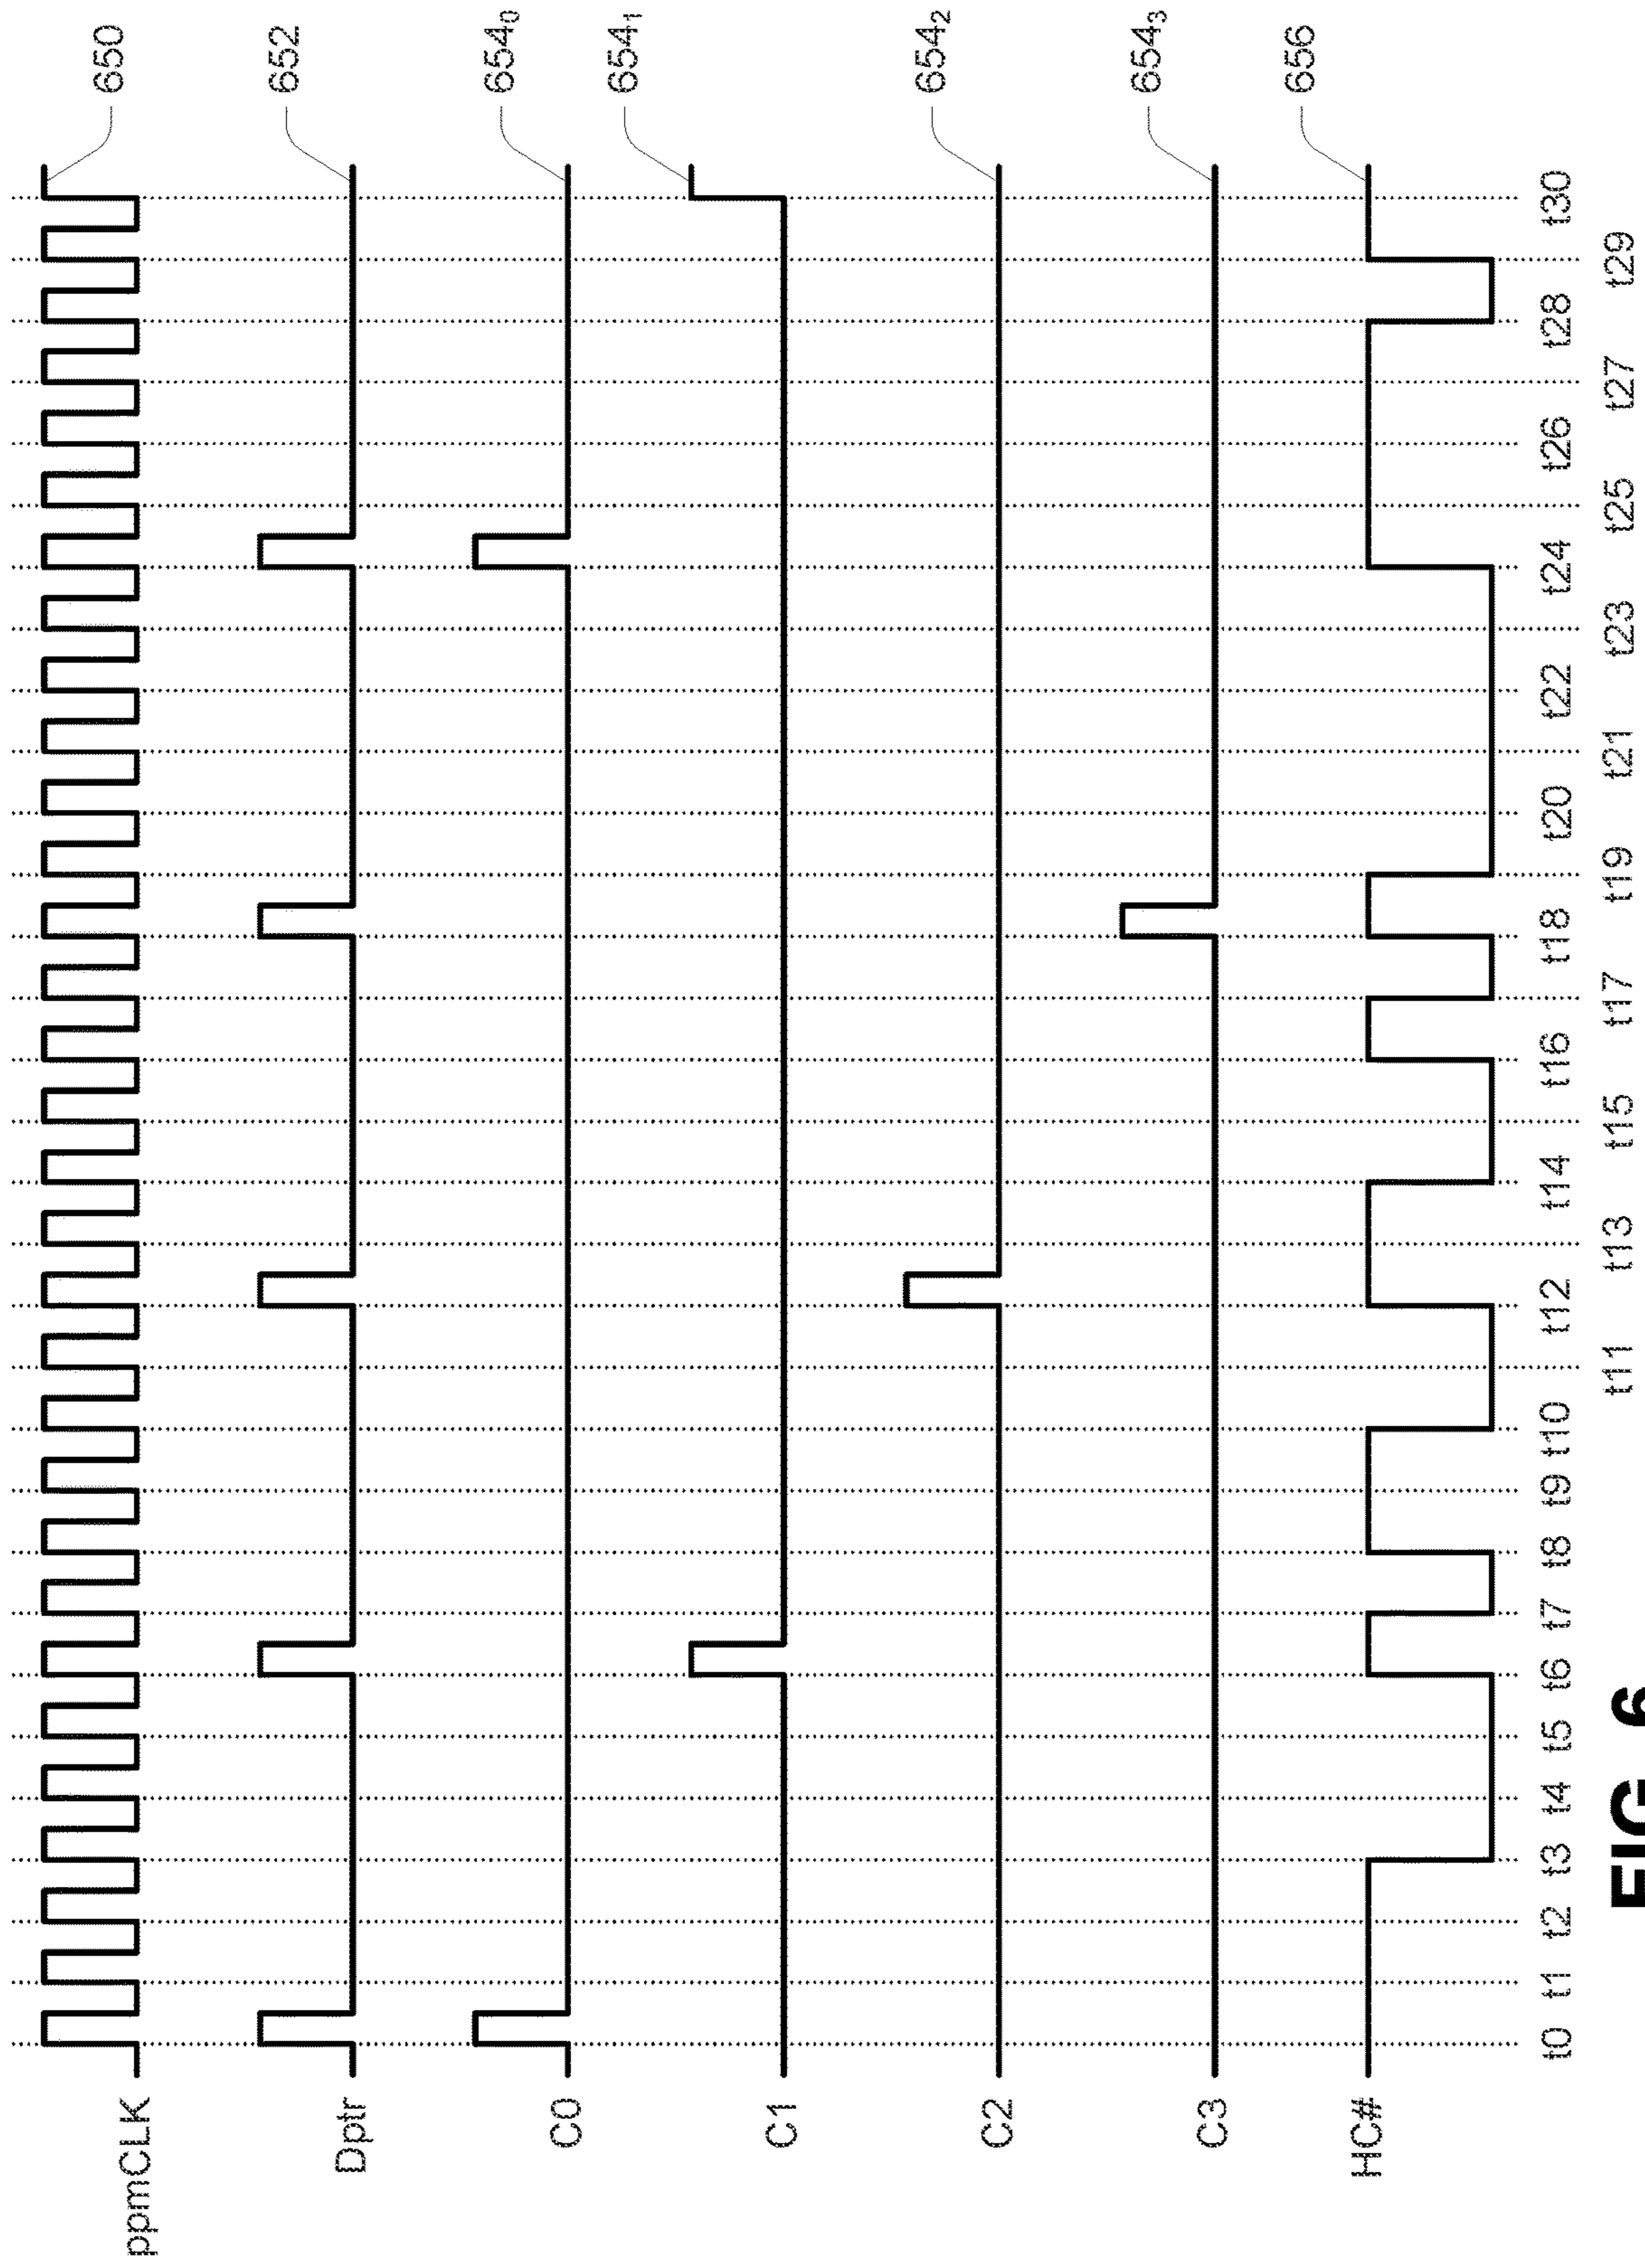 ppmCLK
650
Dptr
652
C0
654₀
C1
654₁
C2
654₂
C3
654₃
HC#
656
t0 t1 t2 t3 t4 t5 t6 t7 t8 t9 t10 t12 t14 t16 t18 t20 t22 t24 t26 t28 t30
t11 t13 t15 t17 t19 t21 t23 t25 t27 t29
FIG. 6